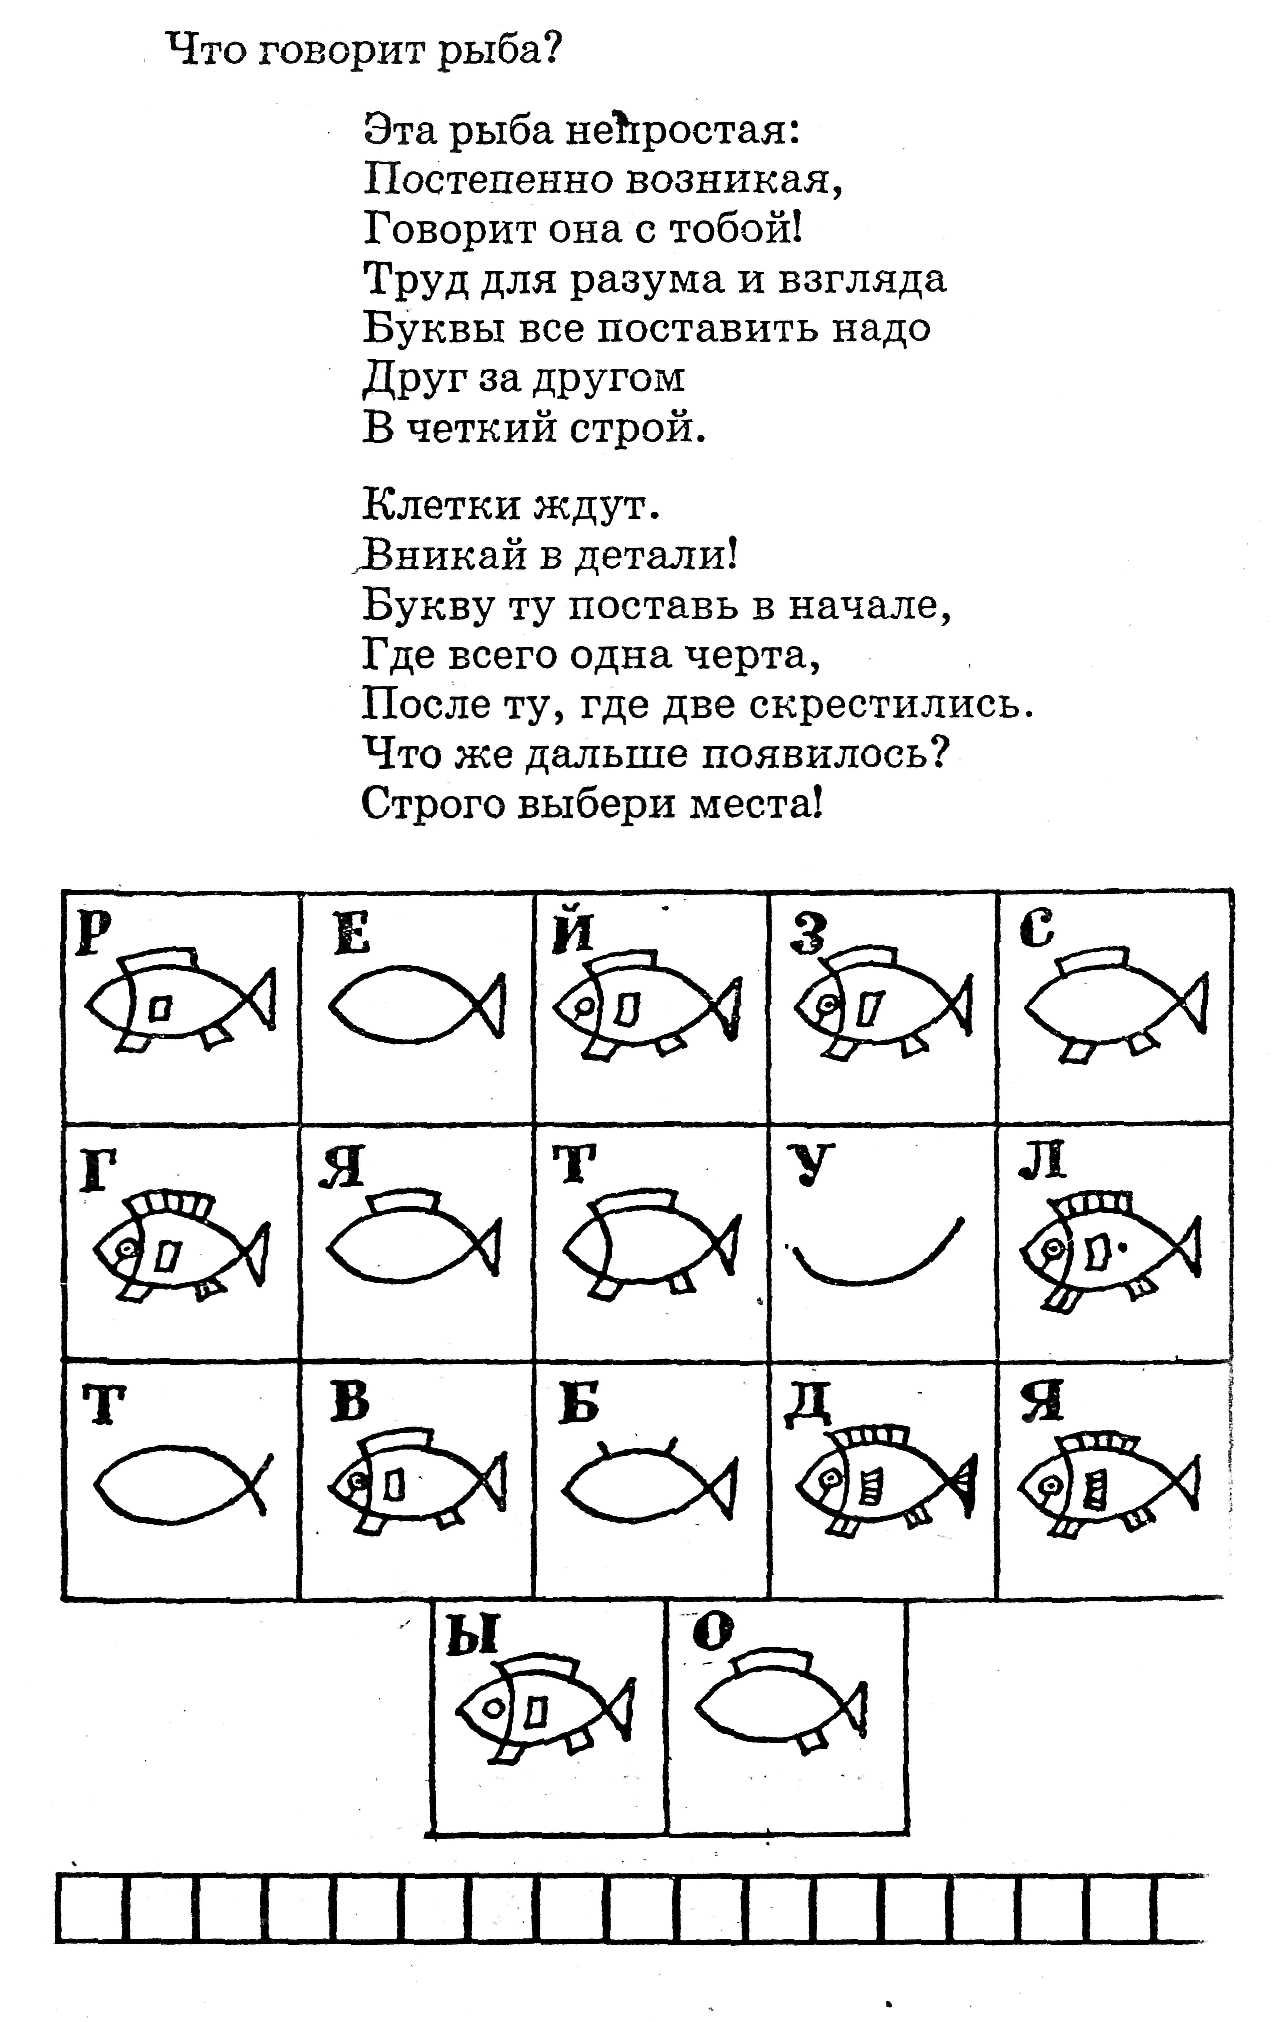 Что говорит рыба?
Эта рыба непростая:
Постепенно возникая,
Говорит она с тобой!
Труд для разума и взгляда
Буквы все поставить надо
Друг за другом
В четкий строй.
Клетки ждут.
Вникай в детали!
Букву ту поставь в начале,
Где всего одна черта,
После ту, где две скрестились.
Что же дальше появилось?
Строго выбери места!
Р Е Й З С
Г Я Т У Л
Т В Б Д Я
Ы О